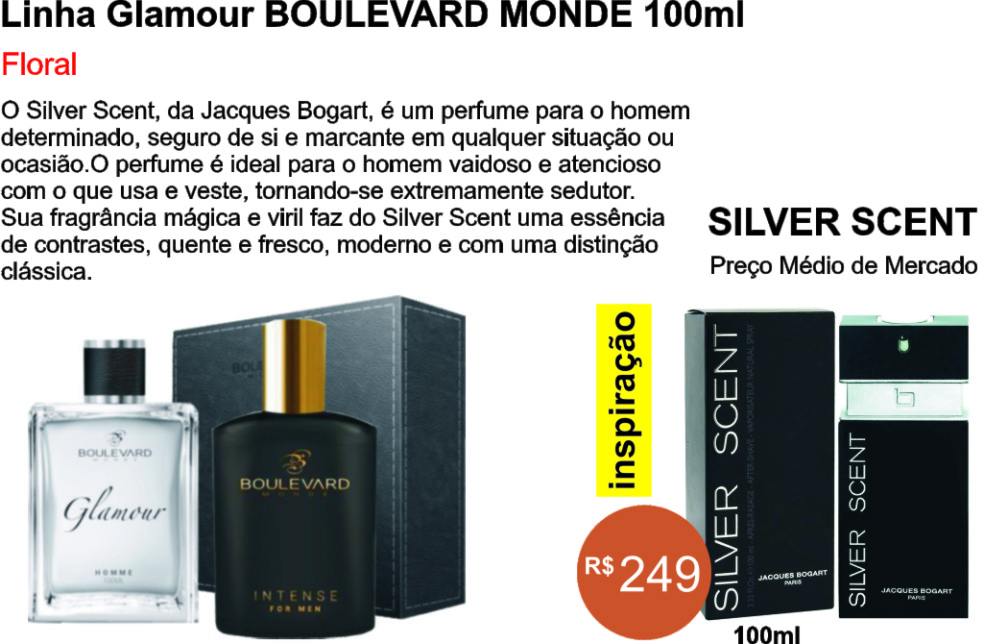 Linha Glamour BOULEVARD MONDE 100ml
Floral
O Silver Scent, da Jacques Bogart, é um perfume para o homem
determinado, seguro de si e marcante em qualquer situação ou
ocasião.O perfume é ideal para o homem vaidoso e atencioso
com o que usa e veste, tornando-se extremamente sedutor.
Sua fragrância mágica e viril faz do Silver Scent uma essência
de contrastes, quente e fresco, moderno e com uma distinção
clássica.
SILVER SCENT
Preço Médio de Mercado
BOULEVARD
MONDE
Glamour
HOMME
100ML
BOULEVARD
MONDE
INTENSE
FOR MEN
inspiração
R$ 249
SILVER SCENT
JACQUES BOGART
PARIS
SILVER SCENT
JACQUES BOGART
PARIS
100ml